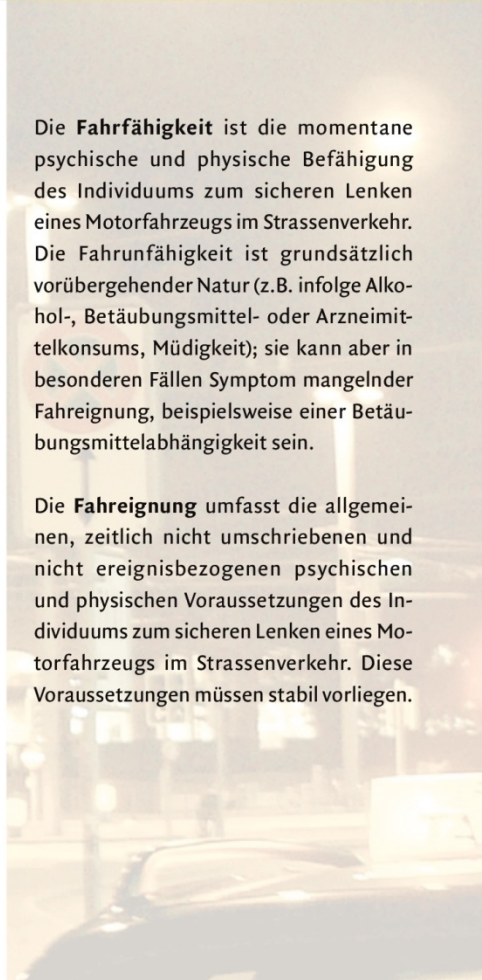 Die Fahrfähigkeit ist die momentane
psychische und physische Befähigung
des Individuums zum sicheren Lenken
eines Motorfahrzeugs im Strassenverkehr.
Die Fahrunfähigkeit ist grundsätzlich
vorübergehender Natur (z.B. infolge Alko-
hol-, Betäubungsmittel- oder Arzneimit-
telkonsums, Müdigkeit); sie kann aber in
besonderen Fällen Symptom mangelnder
Fahreignung, beispielsweise einer Betäu-
bungsmittelabhängigkeit sein.

Die Fahreignung umfasst die allgemei-
nen, zeitlich nicht umschriebenen und
nicht ereignisbezogenen psychischen
und physischen Voraussetzungen des In-
dividuums zum sicheren Lenken eines Mo-
torfahrzeugs im Strassenverkehr. Diese
Voraussetzungen müssen stabil vorliegen.